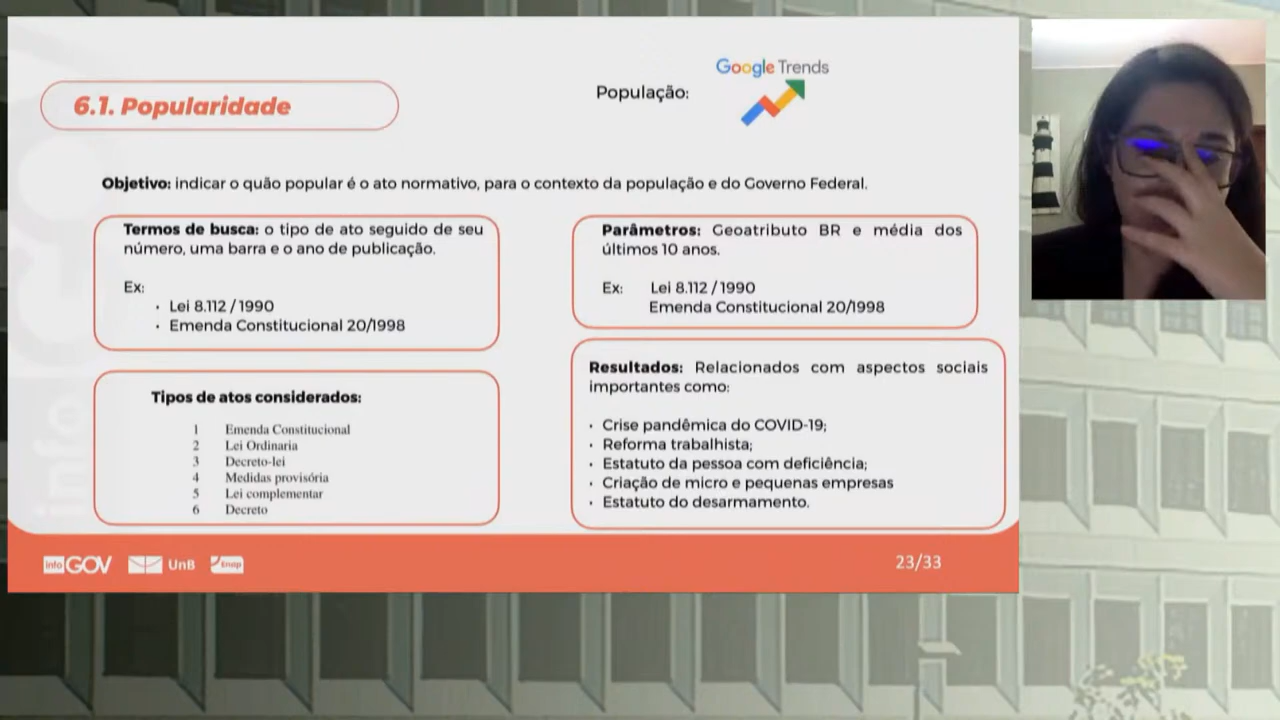 6.1. Popularidade
População:
Google Trends
Objetivo: indicar o quão popular é o ato normativo, para o contexto da população e do Governo Federal.
Termos de busca: o tipo de ato seguido de seu
número, uma barra e o ano de publicação.
Ex:
• Lei 8.112 / 1990
• Emenda Constitucional 20/1998
Parâmetros: Geoatributo BR e média dos
últimos 10 anos.
Ex: Lei 8.112 / 1990
Emenda Constitucional 20/1998
Tipos de atos considerados:
1 Emenda Constitucional
2 Lei Ordinaria
3 Decreto-lei
4 Medidas provisória
5 Lei complementar
6 Decreto
Resultados: Relacionados com aspectos sociais
importantes como:
• Crise pandêmica do COVID-19;
• Reforma trabalhista;
• Estatuto da pessoa com deficiência;
• Criação de micro e pequenas empresas
• Estatuto do desarmamento.
info
info GOV UnB Enap
23/33